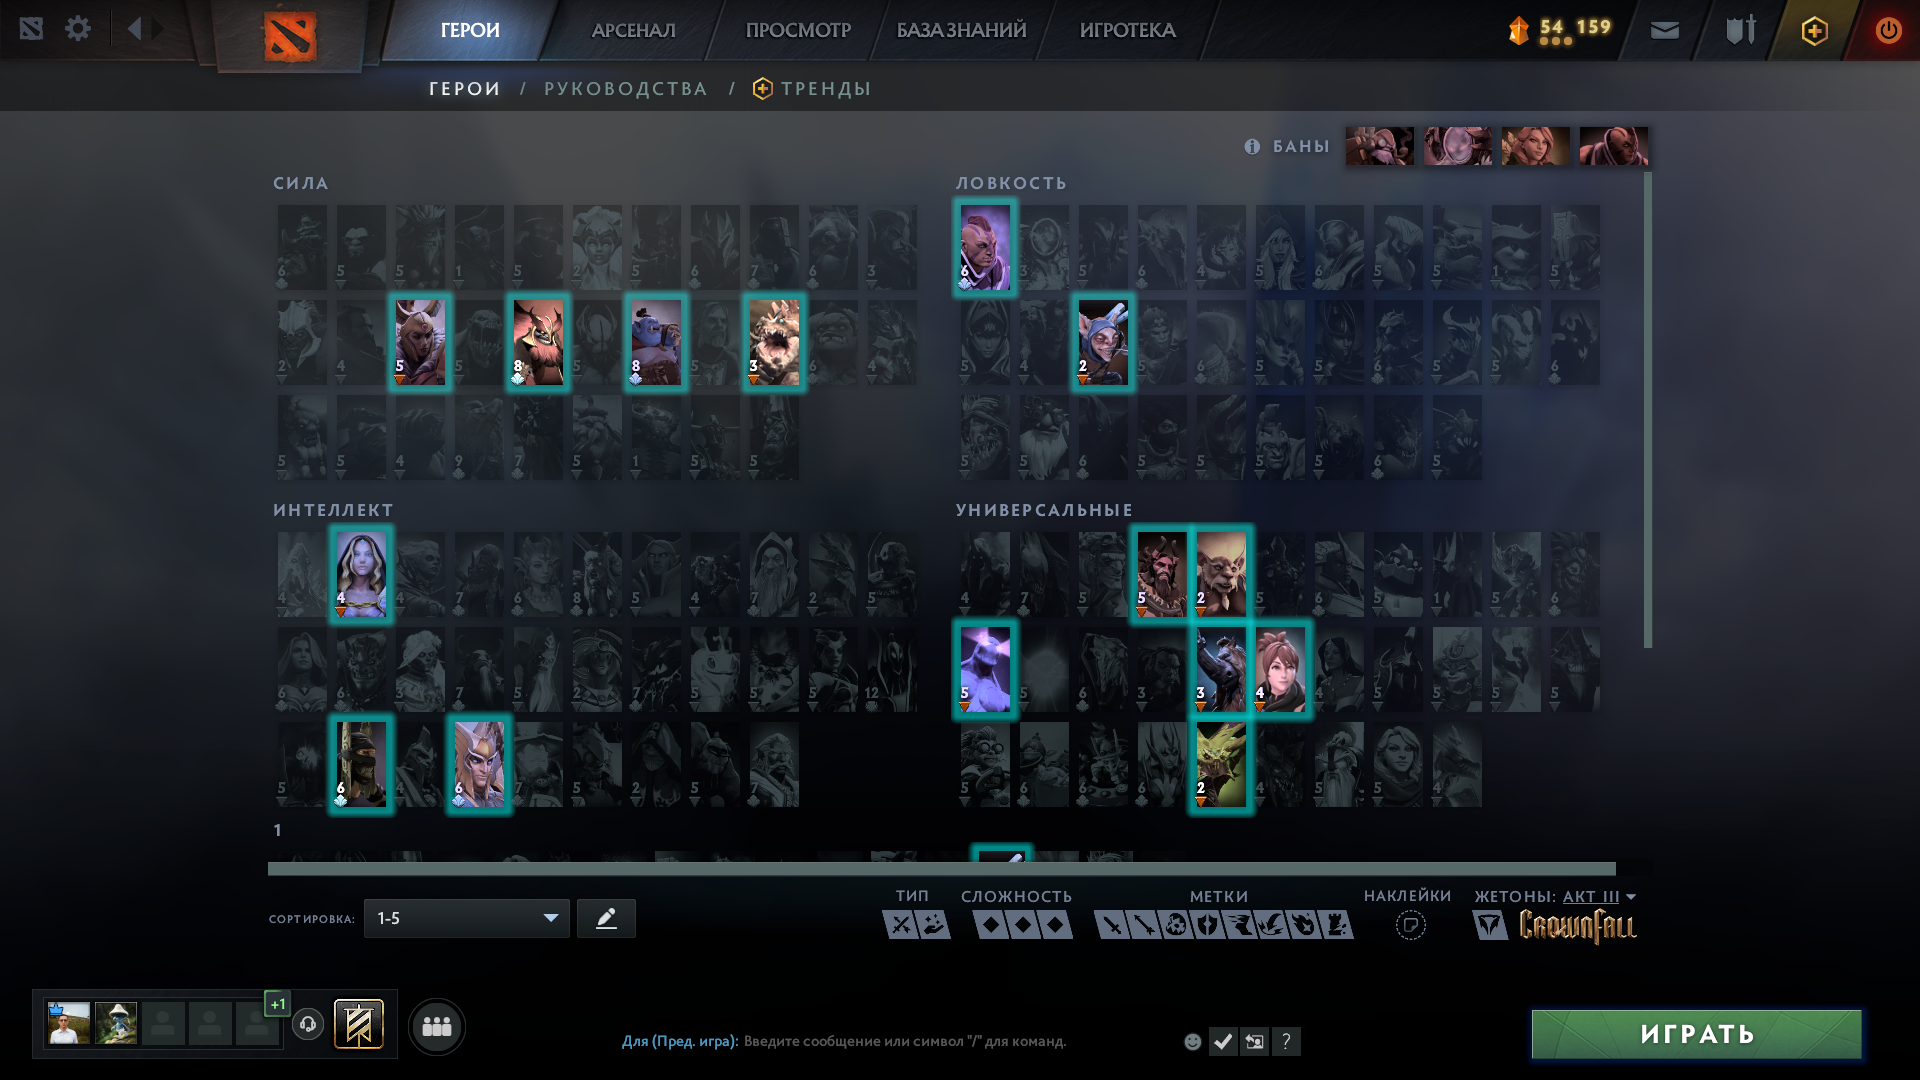 ГЕРОИ АРСЕНАЛ ПРОСМОТР БАЗА ЗНАНИЙ ИГРОТЕКА 54 159
ГЕРОИ / РУКОВОДСТВА / ТРЕНДЫ
БАНЫ
СИЛА
6 5 5 1 5 2 5 6 7 6 3
2 4 5 5 8 5 8 5 3 6 4
5 5 4 9 7 5 1 5 5
ЛОВКОСТЬ
6 3 5 6 4 5 6 5 5 1 5
5 4 2 5 6 5 5 6 5 5 6
5 5 6 5 5 5 5 6 5
ИНТЕЛЛЕКТ
4 4 4 7 6 8 5 4 7 2 5
6 6 3 7 5 2 7 5 5 5 12
5 6 4 6 7 5 2 5 7
УНИВЕРСАЛЬНЫЕ
4 7 5 5 2 5 6 5 1 5 6
5 6 3 3 4 4 5 5 5 5
5 6 6 6 2 4 5 5 4
1
СОРТИРОВКА: 1-5
ТИП СЛОЖНОСТЬ МЕТКИ НАКЛЕЙКИ ЖЕТОНЫ: АКТ III
CROWNFALL
+1
Для (Пред. игра): Введите сообщение или символ "/" для команд.
?
ИГРАТЬ